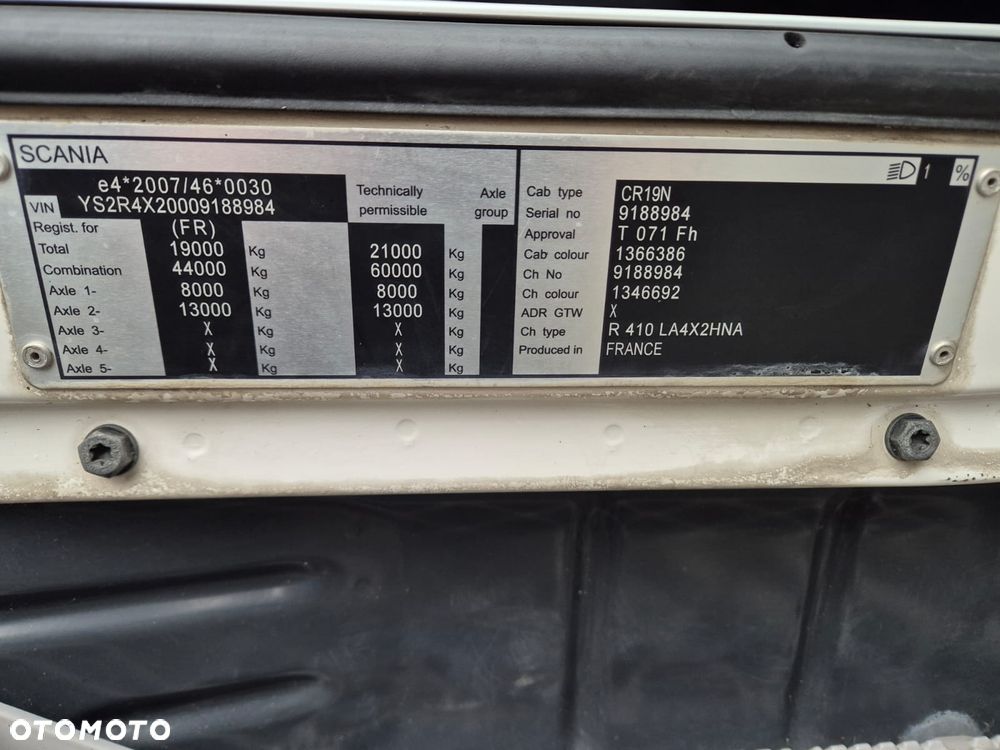 SCANIA
e4*2007/46*0030
VIN YS2R4X20009188984
Technically permissible
Axle group
Regist. for (FR)
Total 19000 Kg 21000 Kg
Combination 44000 Kg 60000 Kg
Axle 1- 8000 Kg 8000 Kg
Axle 2- 13000 Kg 13000 Kg
Axle 3- X Kg X Kg
Axle 4- X Kg X Kg
Axle 5- X Kg X Kg
1 %
Cab type CR19N
Serial no 9188984
Approval T 071 Fh
Cab colour 1366386
Ch No 9188984
Ch colour 1346692
ADR GTW X
Ch type R 410 LA4X2HNA
Produced in FRANCE
OTOMOTO